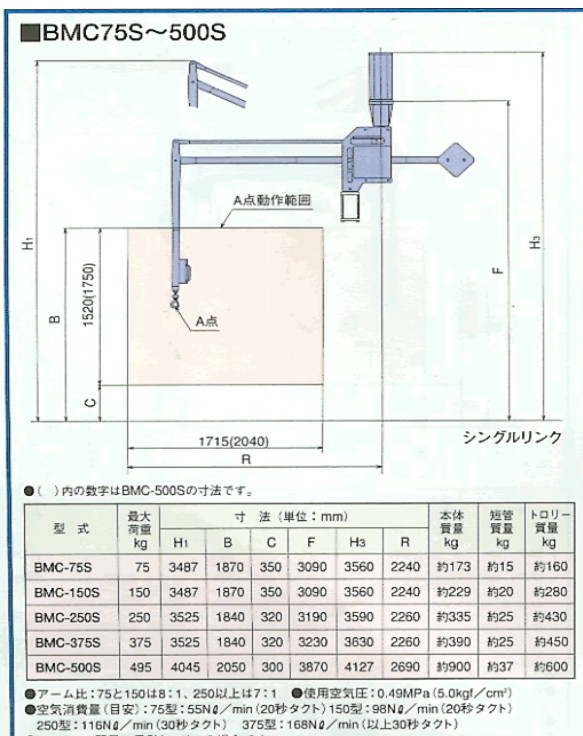 ■BMC75S～500S
H1
B
1520(1750)
C
A点動作範囲
A点
F
H3
1715(2040)
R
シングルリンク
●( )内の数字はBMC-500Sの寸法です。
型 式 最大荷重kg 寸 法(単位:mm) 本体質量kg 短管質量kg トロリー質量kg
H1 B C F H3 R
BMC-75S 75 3487 1870 350 3090 3560 2240 約173 約15 約160
BMC-150S 150 3487 1870 350 3090 3560 2240 約229 約20 約280
BMC-250S 250 3525 1840 320 3190 3590 2260 約335 約25 約430
BMC-375S 375 3525 1840 320 3230 3630 2260 約390 約25 約450
BMC-500S 495 4045 2050 300 3870 4127 2690 約900 約37 約600
●アーム比:75と150は8:1、250以上は7:1 ●使用空気圧:0.49MPa(5.0kgf/cm²)
●空気消費量(目安):75型:55Nℓ/min(20秒タクト)150型:98Nℓ/min(20秒タクト)
250型:116Nℓ/min(30秒タクト) 375型:168Nℓ/min(以上30秒タクト)